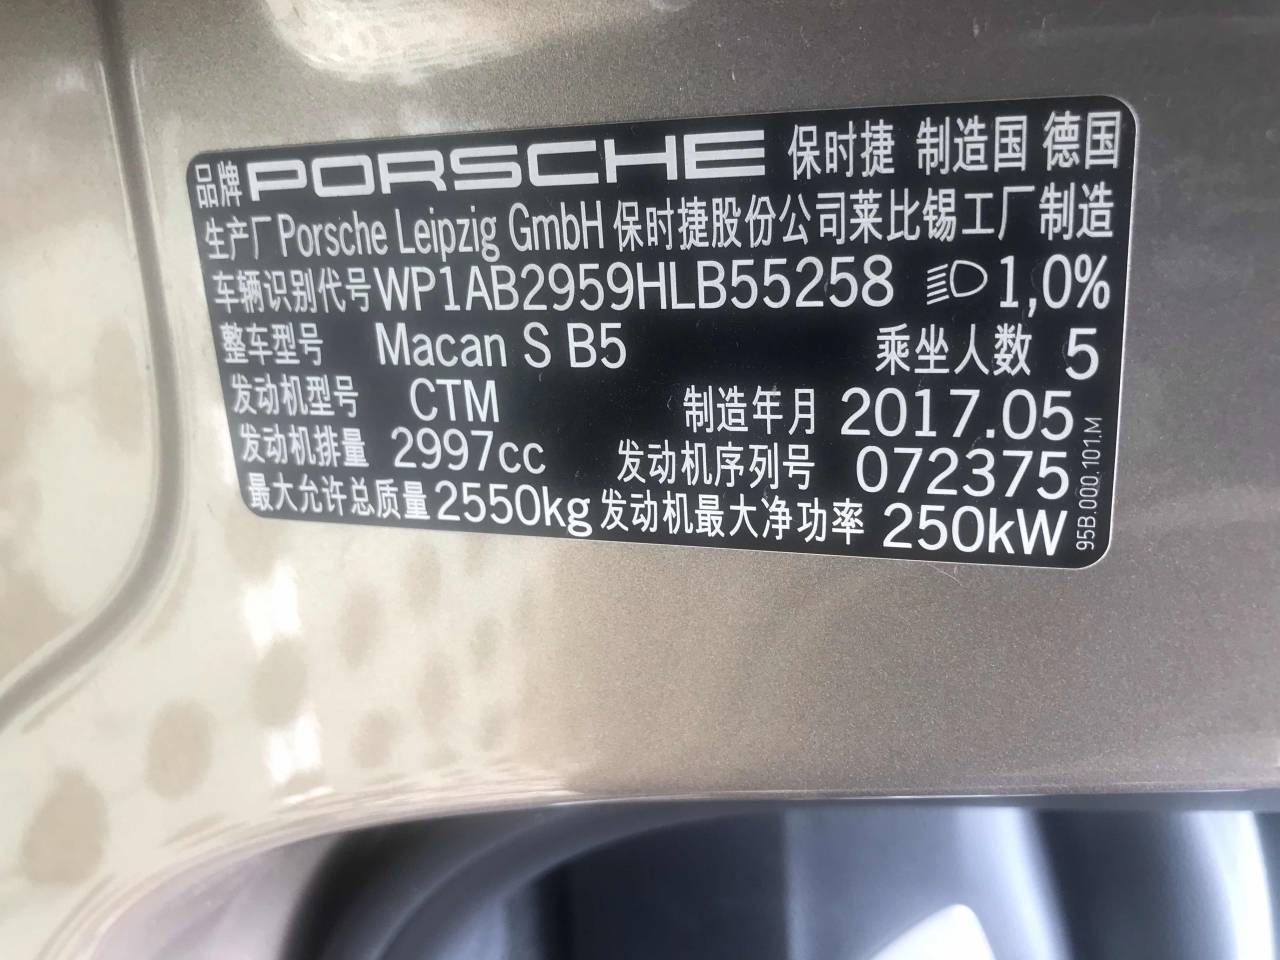 品牌 PORSCHE 保时捷 制造国 德国
生产厂 Porsche Leipzig GmbH 保时捷股份公司莱比锡工厂制造
车辆识别代号 WP1AB2959HLB55258 1,0%
整车型号 Macan S B5 乘坐人数 5
发动机型号 CTM 制造年月 2017.05
发动机排量 2997cc 发动机序列号 072375
最大允许总质量 2550kg 发动机最大净功率 250kW
95B.000.101.M